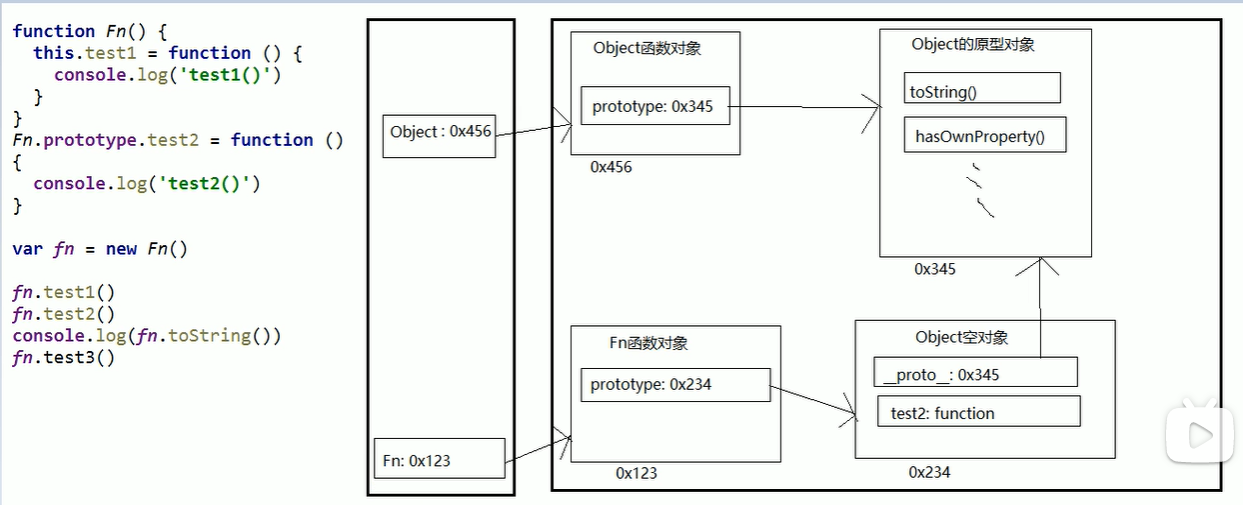 function Fn() {
this.test1 = function () {
console.log('test1()')
}
}
Fn.prototype.test2 = function ()
{
console.log('test2()')
}
var fn = new Fn()
fn.test1()
fn.test2()
console.log(fn.toString())
fn.test3()
Object : 0x456
Fn: 0x123
Object函数对象
prototype: 0x345
0x456
Object的原型对象
toString()
hasOwnProperty()
0x345
Fn函数对象
prototype: 0x234
0x123
Object空对象
__proto__: 0x345
test2: function
0x234